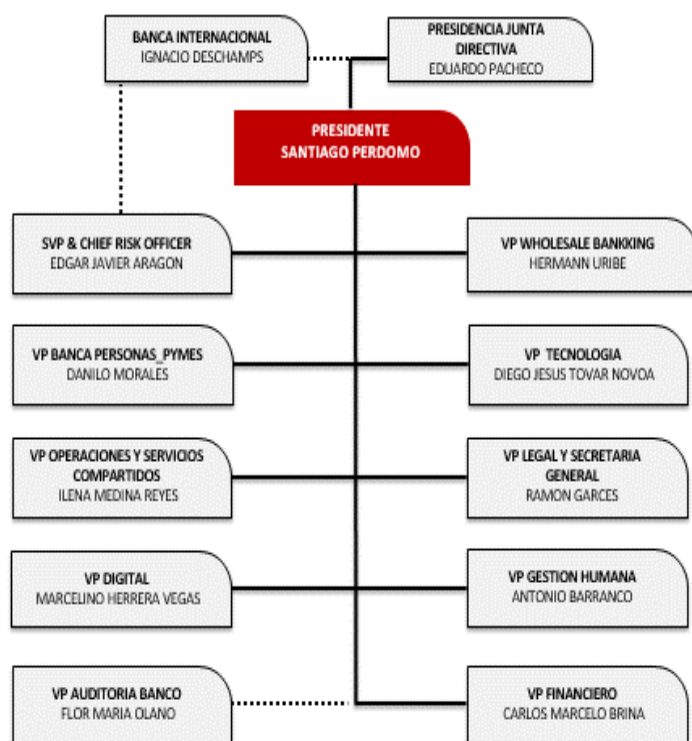 BANCA INTERNACIONAL
IGNACIO DESCHAMPS
PRESIDENCIA JUNTA
DIRECTIVA
EDUARDO PACHECO
PRESIDENTE
SANTIAGO PERDOMO
SVP & CHIEF RISK OFFICER
EDGAR JAVIER ARAGON
VP WHOLESALE BANKKING
HERMANN URIBE
VP BANCA PERSONAS_PYMES
DANILO MORALES
VP TECNOLOGIA
DIEGO JESUS TOVAR NOVOA
VP OPERACIONES Y SERVICIOS
COMPARTIDOS
ILENA MEDINA REYES
VP LEGAL Y SECRETARIA
GENERAL
RAMON GARCES
VP DIGITAL
MARCELINO HERRERA VEGAS
VP GESTION HUMANA
ANTONIO BARRANCO
VP AUDITORIA BANCO
FLOR MARIA OLANO
VP FINANCIERO
CARLOS MARCELO BRINA